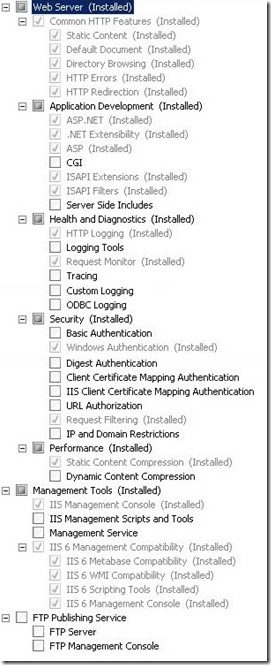 Web Server (Installed)
Common HTTP Features (Installed)
Static Content (Installed)
Default Document (Installed)
Directory Browsing (Installed)
HTTP Errors (Installed)
HTTP Redirection (Installed)
Application Development (Installed)
ASP.NET (Installed)
.NET Extensibility (Installed)
ASP (Installed)
CGI
ISAPI Extensions (Installed)
ISAPI Filters (Installed)
Server Side Includes
Health and Diagnostics (Installed)
HTTP Logging (Installed)
Logging Tools
Request Monitor (Installed)
Tracing
Custom Logging
ODBC Logging
Security (Installed)
Basic Authentication
Windows Authentication (Installed)
Digest Authentication
Client Certificate Mapping Authentication
IIS Client Certificate Mapping Authentication
URL Authorization
Request Filtering (Installed)
IP and Domain Restrictions
Performance (Installed)
Static Content Compression (Installed)
Dynamic Content Compression
Management Tools (Installed)
IIS Management Console (Installed)
IIS Management Scripts and Tools
Management Service
IIS 6 Management Compatibility (Installed)
IIS 6 Metabase Compatibility (Installed)
IIS 6 WMI Compatibility (Installed)
IIS 6 Scripting Tools (Installed)
IIS 6 Management Console (Installed)
FTP Publishing Service
FTP Server
FTP Management Console